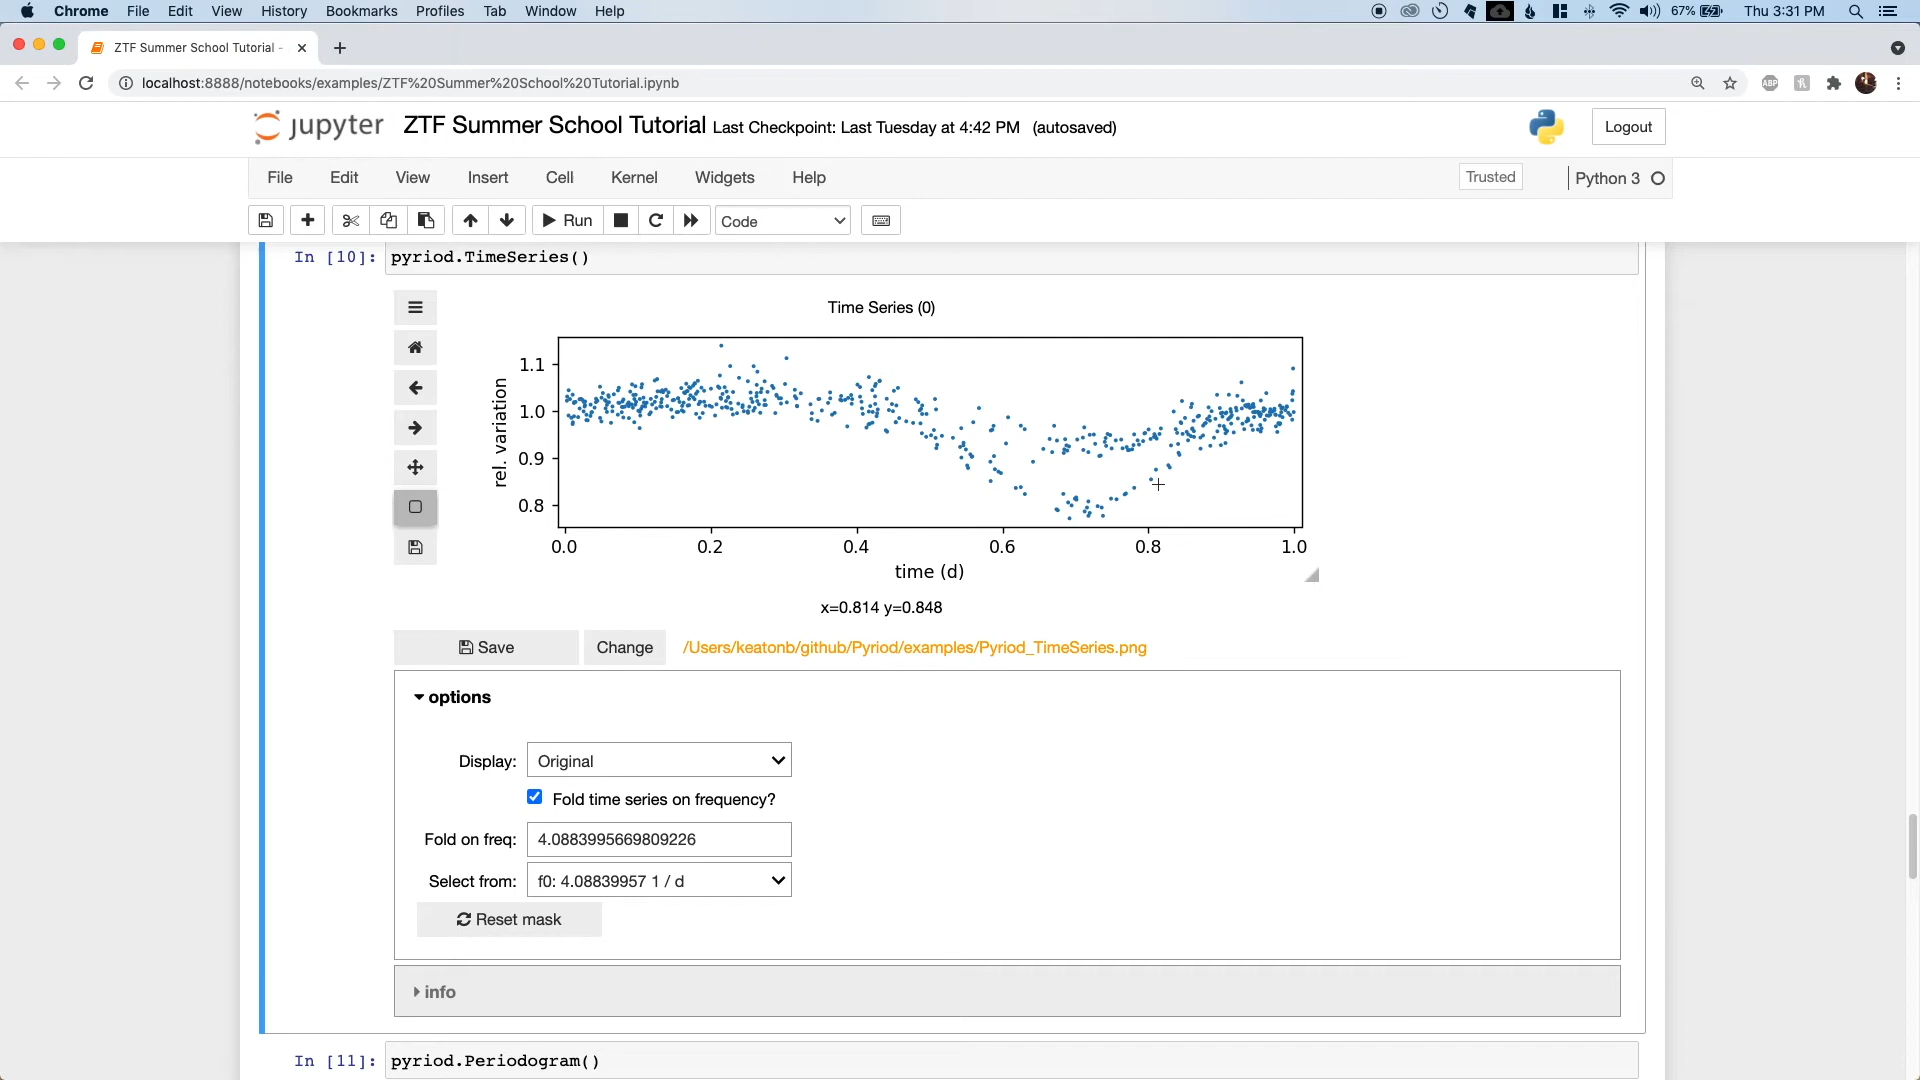 Chrome File Edit View History Bookmarks Profiles Tab Window Help 67% Thu 3:31 PM
ZTF Summer School Tutorial -
localhost:8888/notebooks/examples/ZTF%20Summer%20School%20Tutorial.ipynb ABP
jupyter ZTF Summer School Tutorial Last Checkpoint: Last Tuesday at 4:42 PM (autosaved) Logout
File Edit View Insert Cell Kernel Widgets Help Trusted Python 3
Run Code
In [10]: pyriod.TimeSeries()
Time Series (0)
1.1
1.0
0.9
0.8
rel. variation
0.0 0.2 0.4 0.6 0.8 1.0
time (d)
x=0.814 y=0.848
Save Change /Users/keatonb/github/Pyriod/examples/Pyriod_TimeSeries.png
options
Display: Original
Fold time series on frequency?
Fold on freq: 4.0883995669809226
Select from: f0: 4.08839957 1 / d
Reset mask
info
In [11]: pyriod.Periodogram()